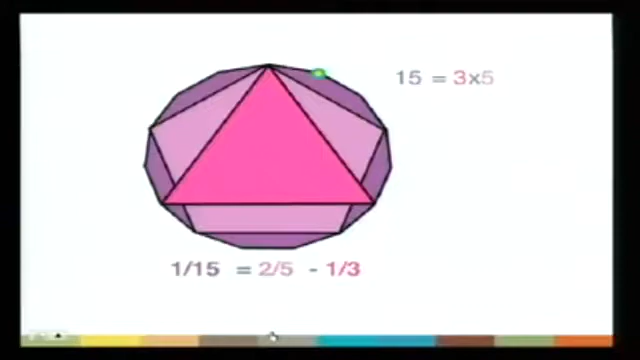 15 = 3x5
1/15 = 2/5 - 1/3